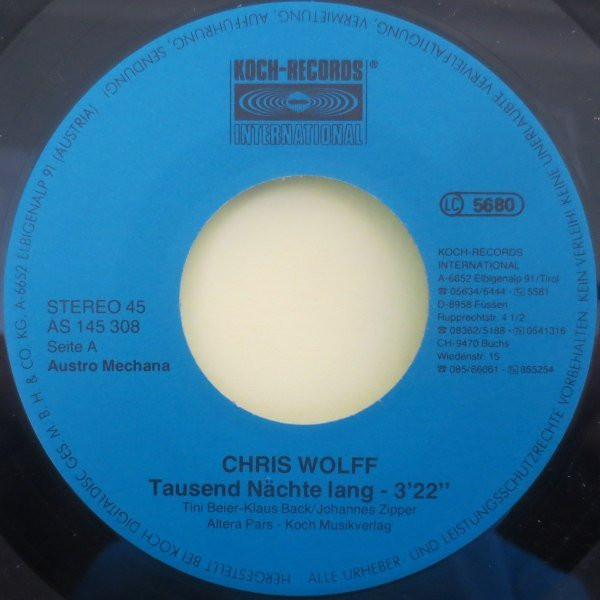 KOCH-RECORDS®
INTERNATIONAL
LC 5680
KOCH-RECORDS
INTERNATIONAL
A-6652 Elbigenalp 91/Tirol
☎ 05634/6444 - 5581
D-8958 Füssen
Rupprechtstr. 4 1/2
☎ 08362/5188 - 0541316
CH-9470 Buchs
Wiedenstr. 15
☎ 085/66061 - 855254
STEREO 45
AS 145 308
Seite A
Austro Mechana
CHRIS WOLFF
Tausend Nächte lang - 3'22"
Tini Beier-Klaus Back/Johannes Zipper
Altera Pars - Koch Musikverlag
HERGESTELLT BEI KOCH DIGITALDISC GES M B H & CO KG. A-6652 ELBIGENALP 91 (AUSTRIA)
ALLE URHEBER- UND LEISTUNGSSCHUTZRECHTE VORBEHALTEN KEIN VERLEIH! KEINE UNERLAUBTE VERVIELFÄLTIGUNG, VERMIETUNG, AUFFÜHRUNG, SENDUNG!